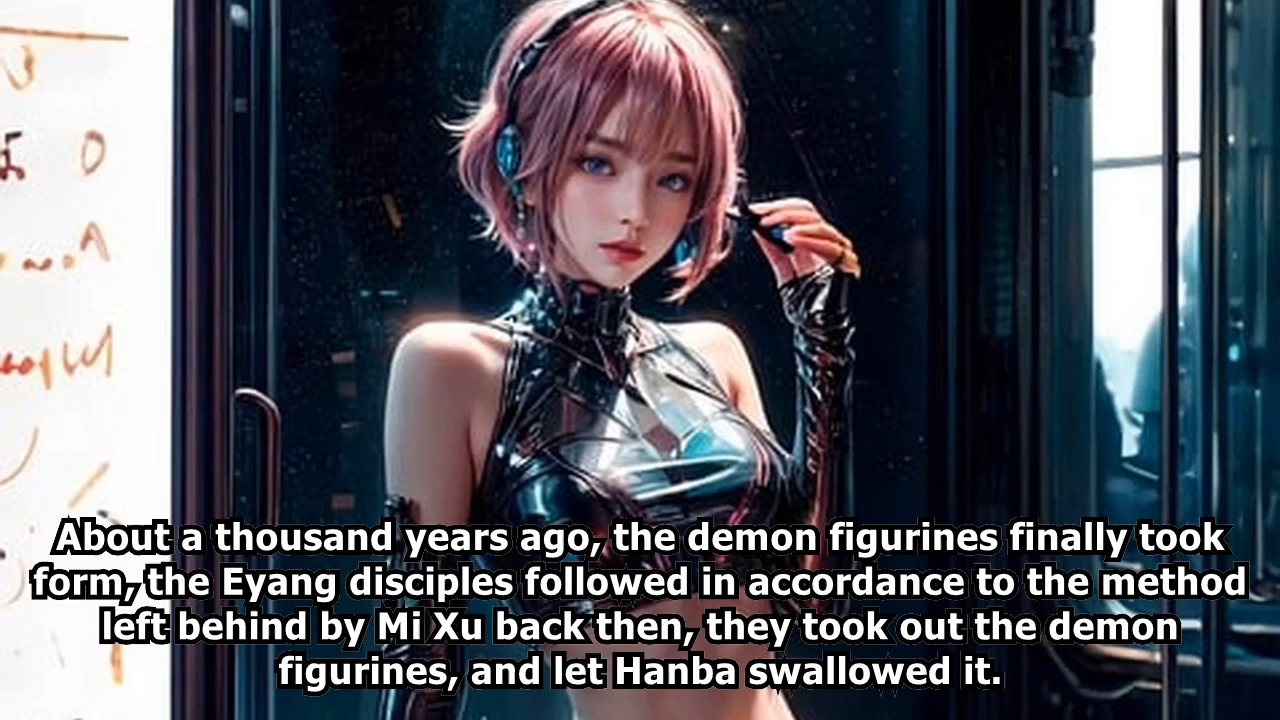 About a thousand years ago, the demon figurines finally took
form, the Eyang disciples followed in accordance to the method
left behind by Mi Xu back then, they took out the demon
figurines, and let Hanba swallowed it.